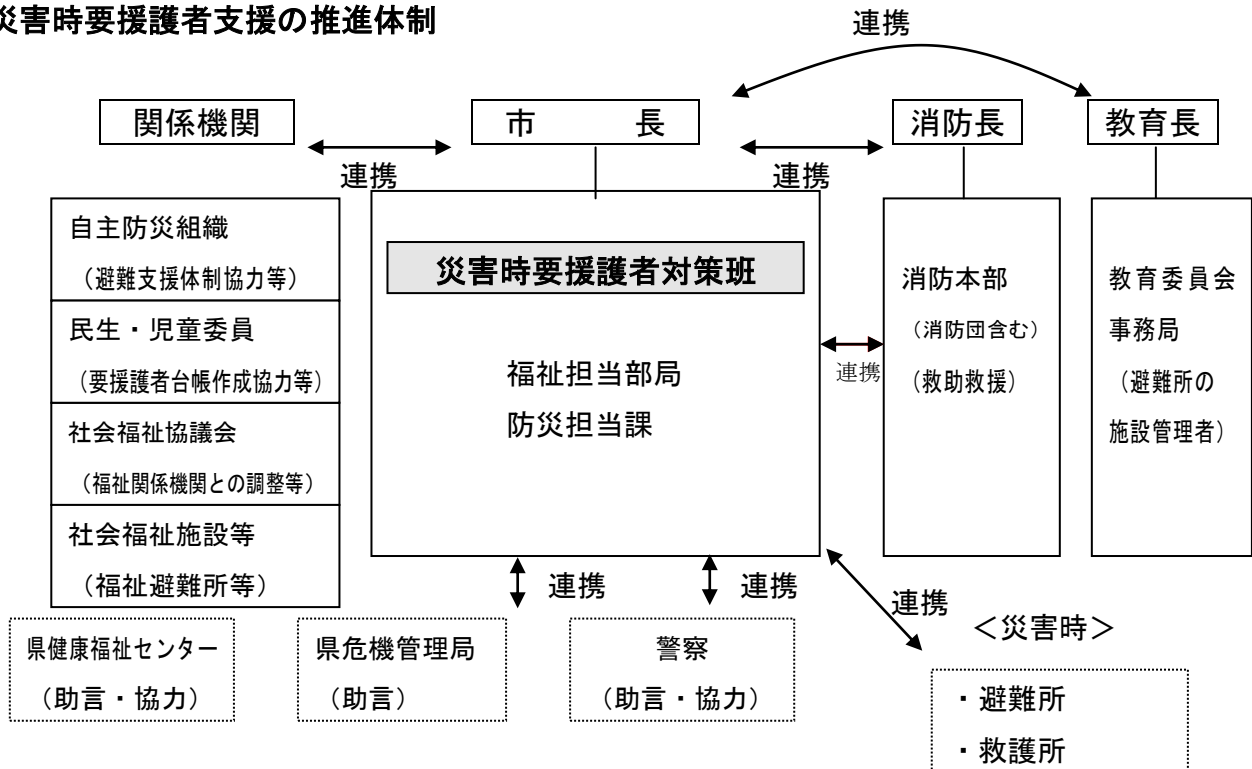 災害時要援護者支援の推進体制
連携
関係機関
市　　長
消防長
教育長
連携
連携
自主防災組織
（避難支援体制協力等）
民生・児童委員
（要援護者台帳作成協力等）
社会福祉協議会
（福祉関係機関との調整等）
社会福祉施設等
（福祉避難所等）
災害時要援護者対策班
福祉担当部局
防災担当課
連携
消防本部
（消防団含む）
（救助救援）
教育委員会
事務局
（避難所の
施設管理者）
連携
連携
連携
＜災害時＞
県健康福祉センター
（助言・協力）
県危機管理局
（助言）
警察
（助言・協力）
・避難所
・救護所